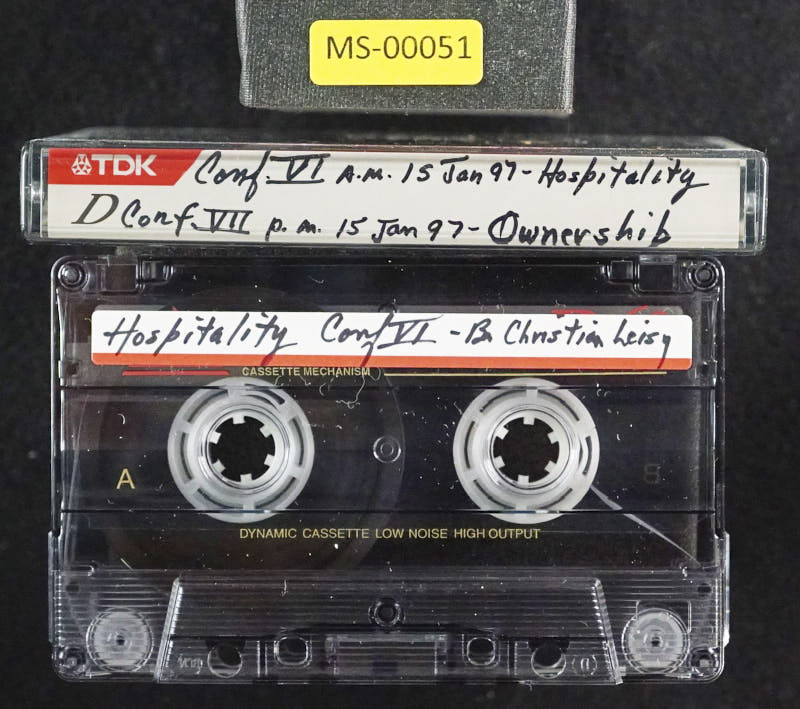 MS-00051
TDK
Conf. VI A.M. 15 Jan 97 - Hospitality
D Conf. VII p.m. 15 Jan 97 - Ownership
Hospitality Conf VI - Br Christian Leisy
CASSETTE MECHANISM
A
B
DYNAMIC CASSETTE LOW NOISE HIGH OUTPUT